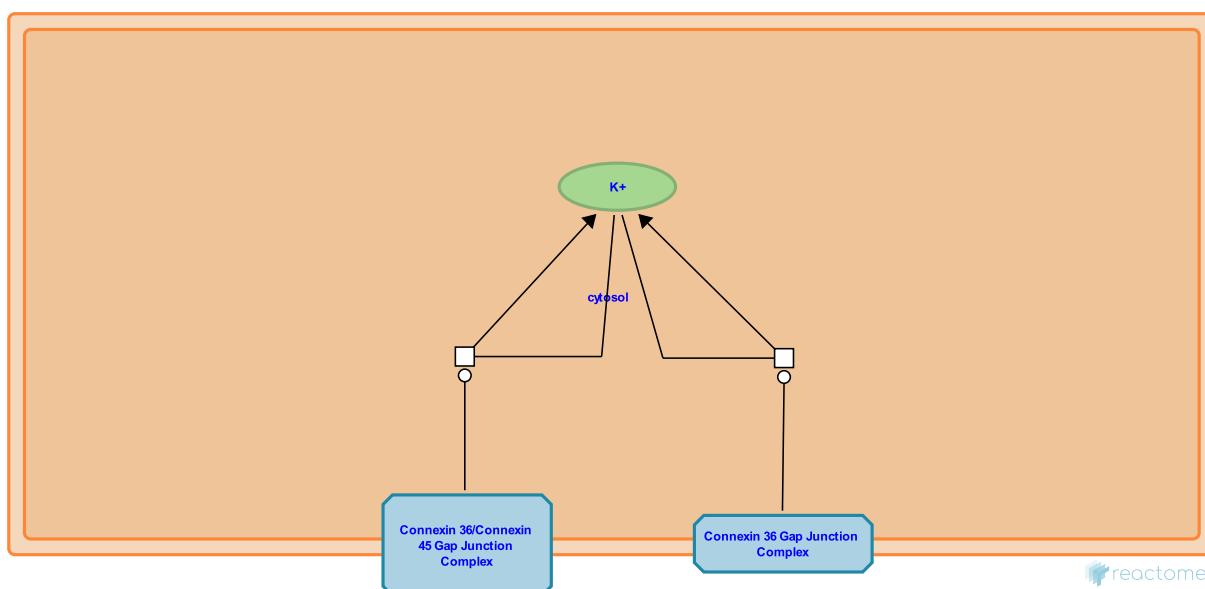 K+
cytosol
Connexin 36/Connexin
45 Gap Junction
Complex
Connexin 36 Gap Junction
Complex
reactome